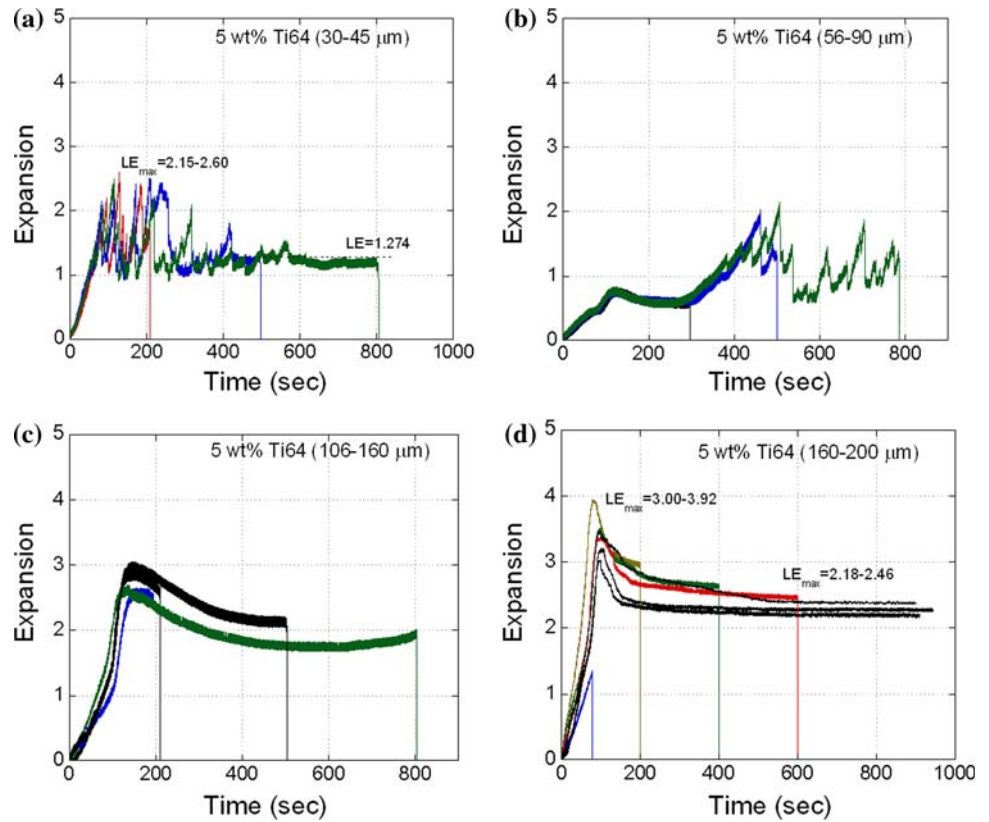 (a)
5 wt% Ti64 (30-45 μm)
5
4
3
2
1
0
Expansion
LEmax=2.15-2.60
LE=1.274
0 200 400 600 800 1000
Time (sec)
(b)
5 wt% Ti64 (56-90 μm)
5
4
3
2
1
0
Expansion
0 200 400 600 800
Time (sec)
(c)
5 wt% Ti64 (106-160 μm)
5
4
3
2
1
0
Expansion
0 200 400 600 800
Time (sec)
(d)
5 wt% Ti64 (160-200 μm)
5
4
3
2
1
0
Expansion
LEmax=3.00-3.92
LEmax=2.18-2.46
0 200 400 600 800 1000
Time (sec)